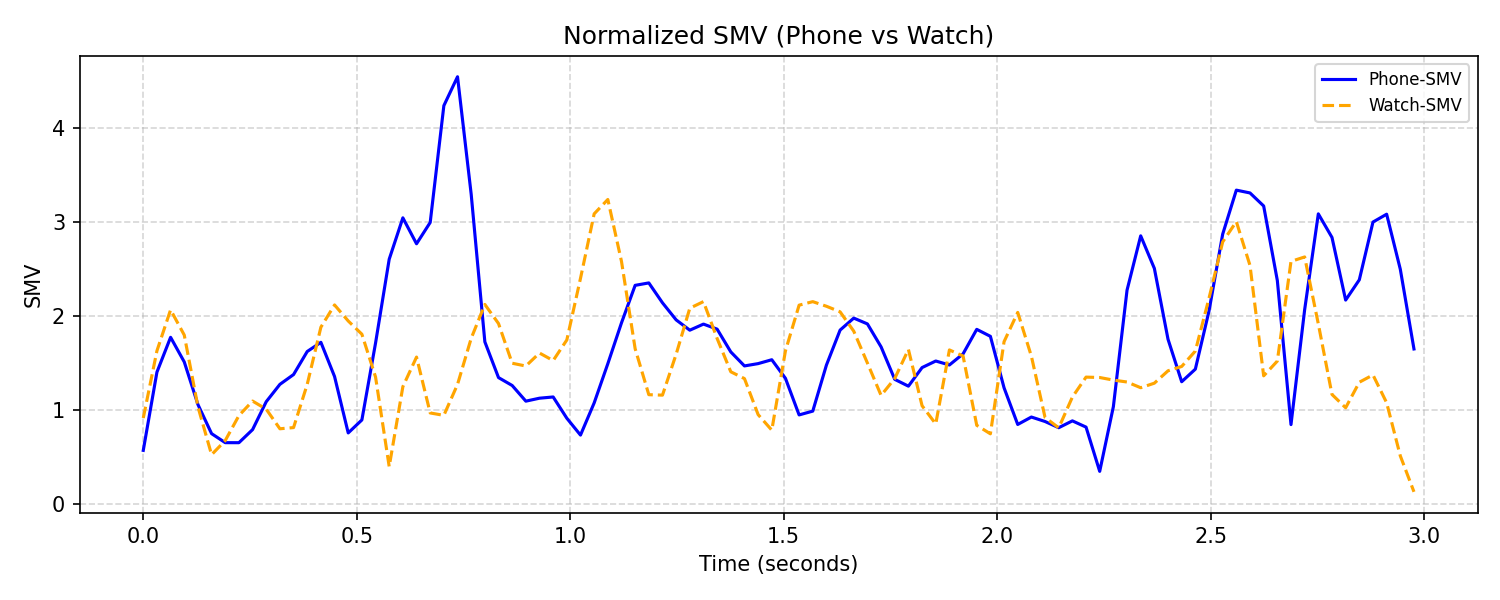 Normalized SMV (Phone vs Watch)
Phone-SMV
Watch-SMV
SMV
4
3
2
1
0
0.0 0.5 1.0 1.5 2.0 2.5 3.0
Time (seconds)